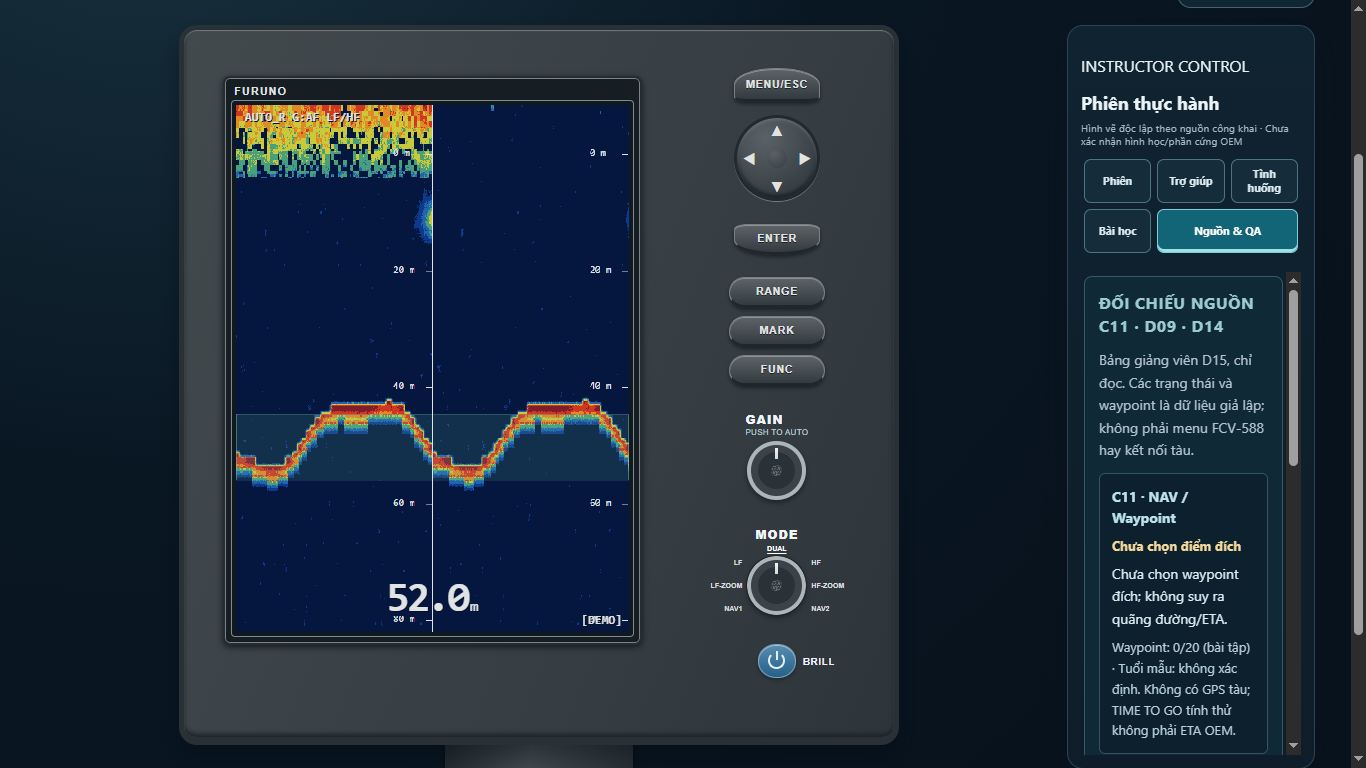 FURUNO
AUTO_R G:AF LF/HF
0 m
0 m
20 m
20 m
40 m
40 m
60 m
60 m
52.0m
80 m
[DEMO]
MENU/ESC
ENTER
RANGE
MARK
FUNC
GAIN
PUSH TO AUTO
MODE
DUAL
LF
HF
LF-ZOOM
HF-ZOOM
NAV1
NAV2
BRILL
INSTRUCTOR CONTROL
Phiên thực hành
Hình vẽ độc lập theo nguồn công khai · Chưa
xác nhận hình học/phần cứng OEM
Phiên
Trợ giúp
Tình
huống
Bài học
Nguồn & QA
ĐỐI CHIẾU NGUỒN
C11 · D09 · D14
Bảng giảng viên D15, chỉ
đọc. Các trạng thái và
waypoint là dữ liệu giả lập;
không phải menu FCV-588
hay kết nối tàu.
C11 · NAV /
Waypoint
Chưa chọn điểm đích
Chưa chọn waypoint
đích; không suy ra
quãng đường/ETA.
Waypoint: 0/20 (bài tập)
· Tuổi mẫu: không xác
định. Không có GPS tàu;
TIME TO GO tính thử
không phải ETA OEM.